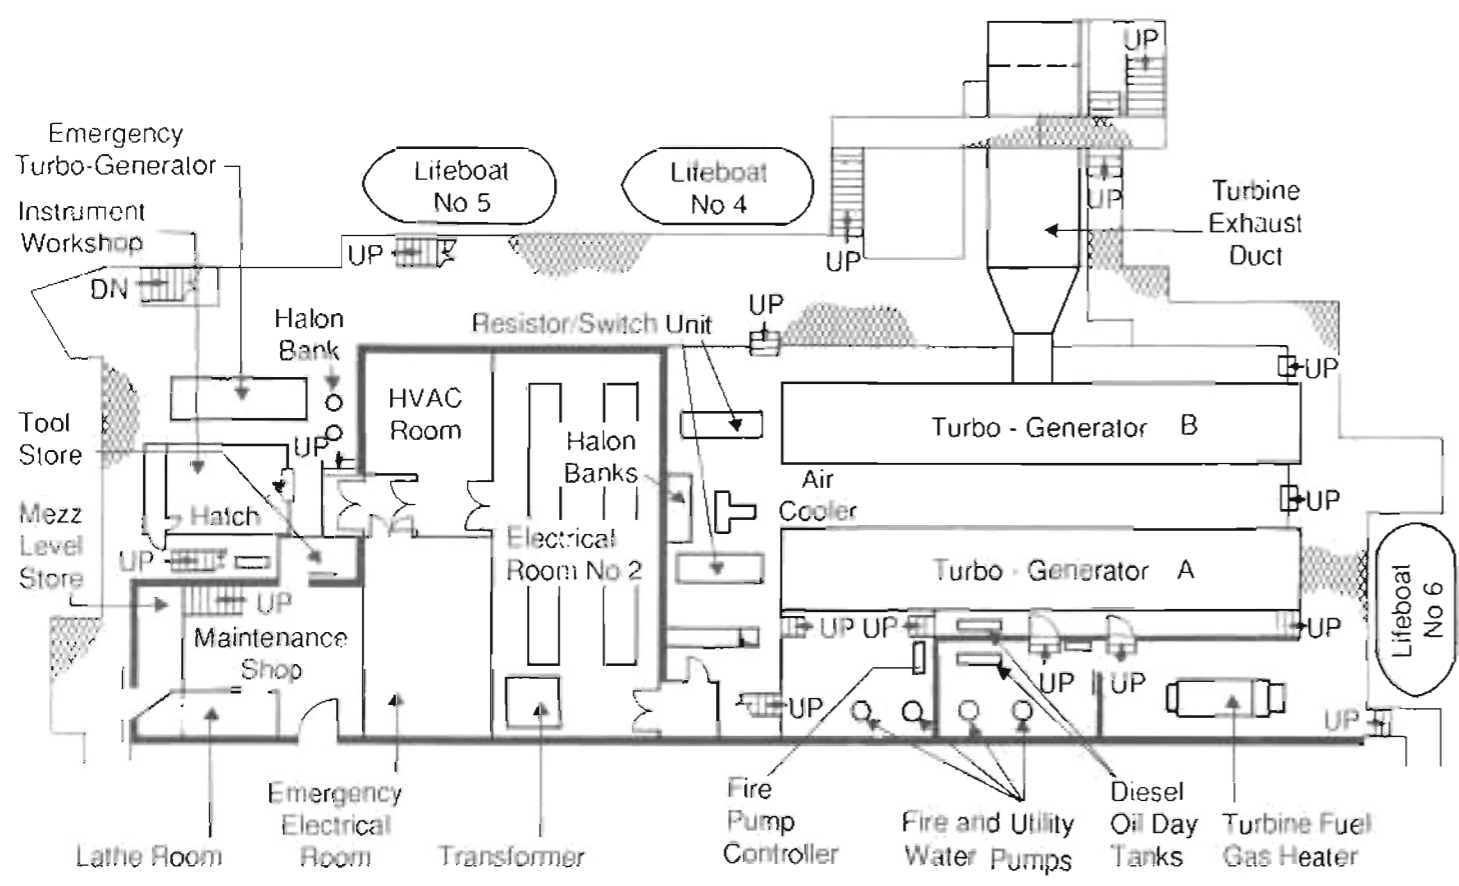 UP
Emergency
Turbo-Generator
Lifeboat
No 5
Lifeboat
No 4
Instrument
Workshop
UP
Turbine
Exhaust
Duct
UP
UP
DN
UP
Halon
Bank
Resistor/Switch Unit
UP
Tool
Store
HVAC
Room
Turbo - Generator B
UP
UP
Halon
Banks
Air
Cooler
UP
Mezz
Level
Store
Hatch
Electrical
Room No 2
UP
Turbo - Generator A
Lifeboat
No 6
UP
Maintenance
Shop
UP
UP
UP
UP
UP
UP
UP
Emergency
Electrical
Room
Lathe Room
Transformer
Fire
Pump
Controller
Fire and Utility
Water Pumps
Diesel
Oil Day
Tanks
Turbine Fuel
Gas Heater